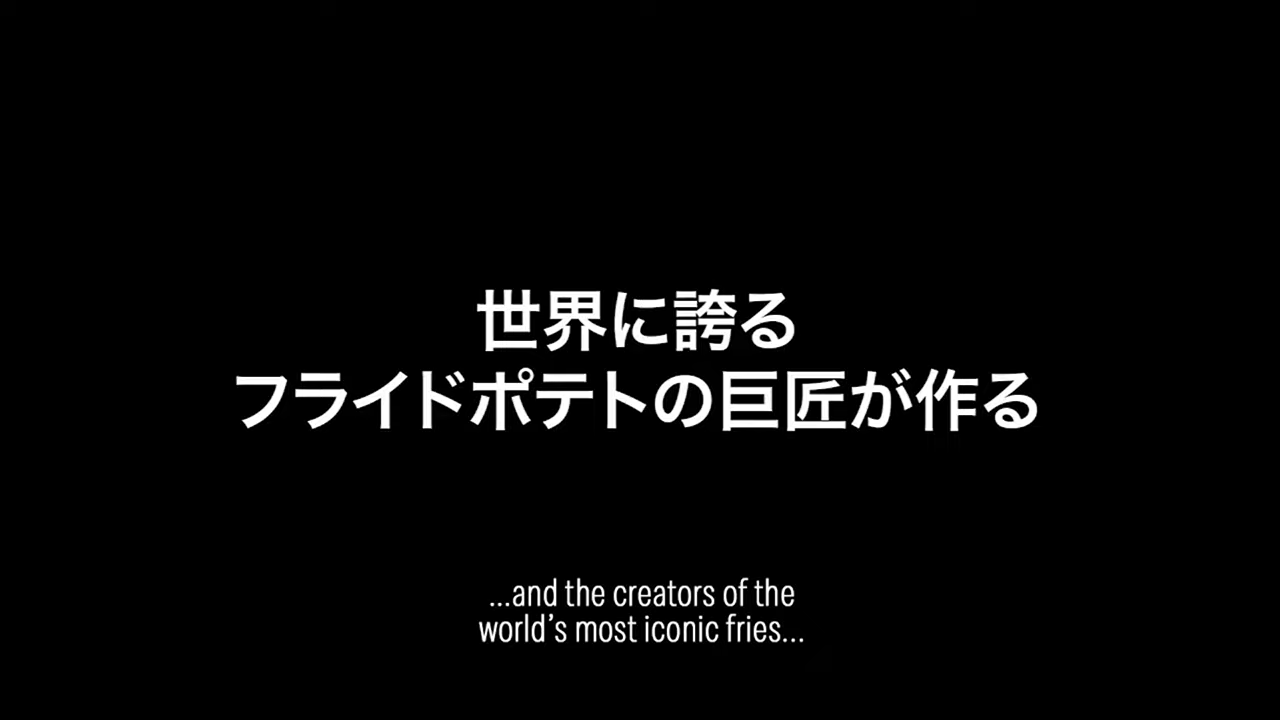 世界に誇る
フライドポテトの巨匠が作る
...and the creators of the
world's most iconic fries...